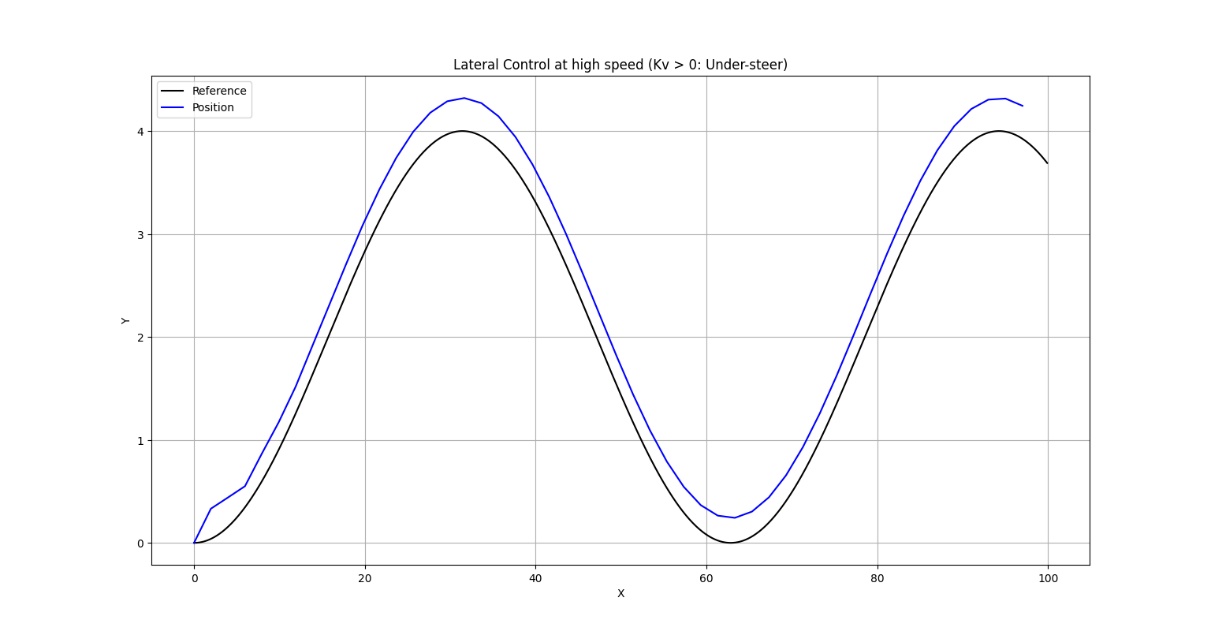 Lateral Control at high speed (Kv > 0: Under-steer)
Reference
Position
4
3
2
1
0
Y
0 20 40 60 80 100
X